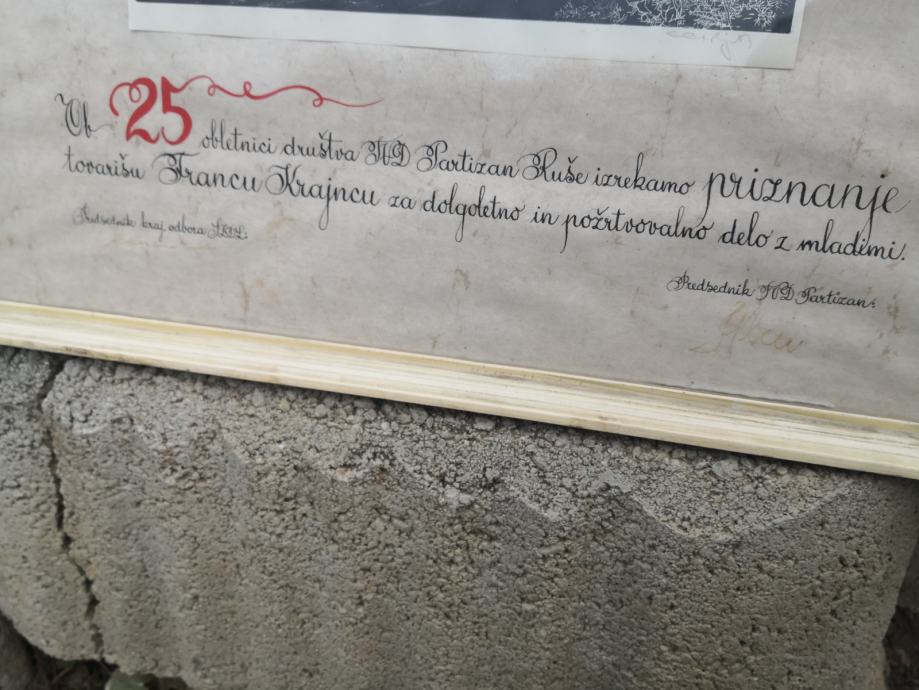 Ob 25 obletnici društva TVD Partizan Ruše izrekamo priznanje
tovarišu Francu Krajncu za dolgoletno in požrtvovalno delo z mladimi.
Predsednik kraj. odbora
Predsednik TVD Partizan: